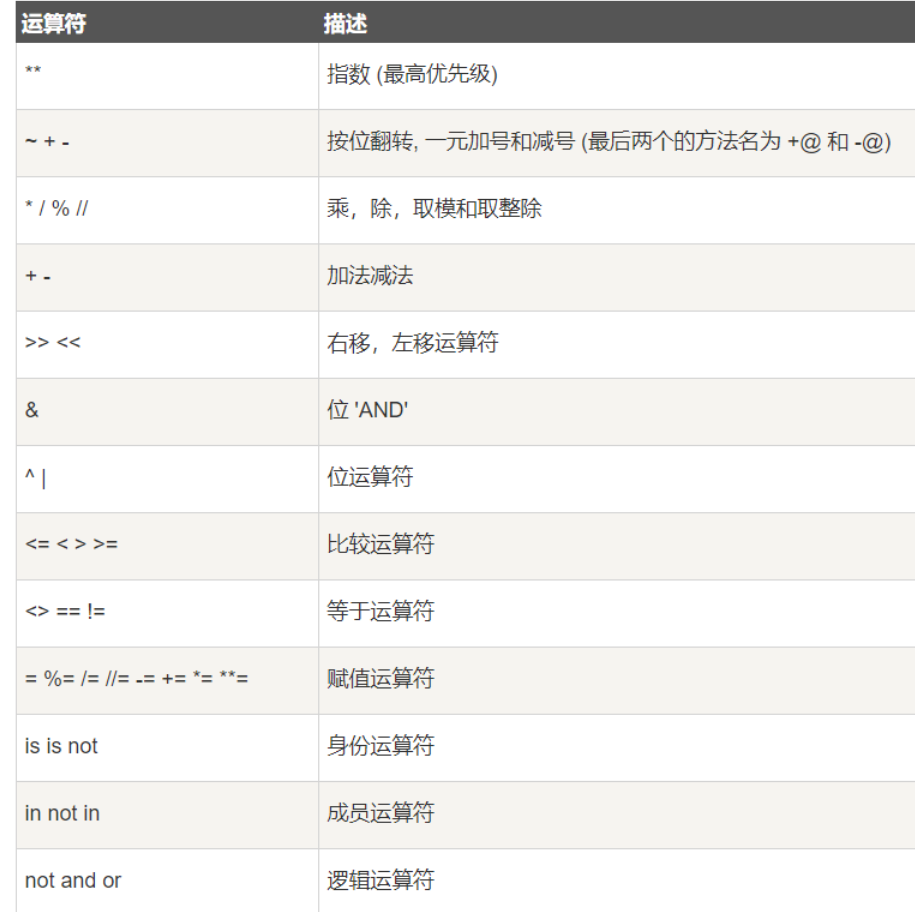 运算符 描述
** 指数 (最高优先级)
~ + - 按位翻转, 一元加号和减号 (最后两个的方法名为 +@ 和 -@)
* / % // 乘，除，取模和取整除
+ - 加法减法
>> << 右移，左移运算符
& 位 'AND'
^ | 位运算符
<= < > >= 比较运算符
<> == != 等于运算符
= %= /= //= -= += *= **= 赋值运算符
is is not 身份运算符
in not in 成员运算符
not and or 逻辑运算符